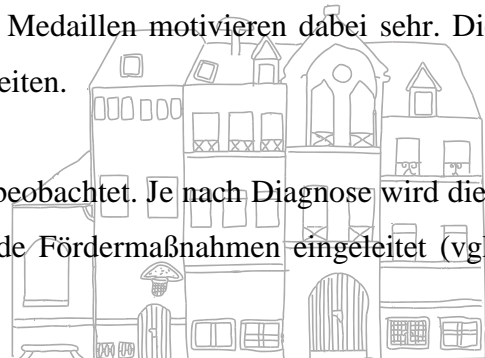 Medaillen motivieren dabei sehr. Di
eiten.
beobachtet. Je nach Diagnose wird die
de Fördermaßnahmen eingeleitet (vgl